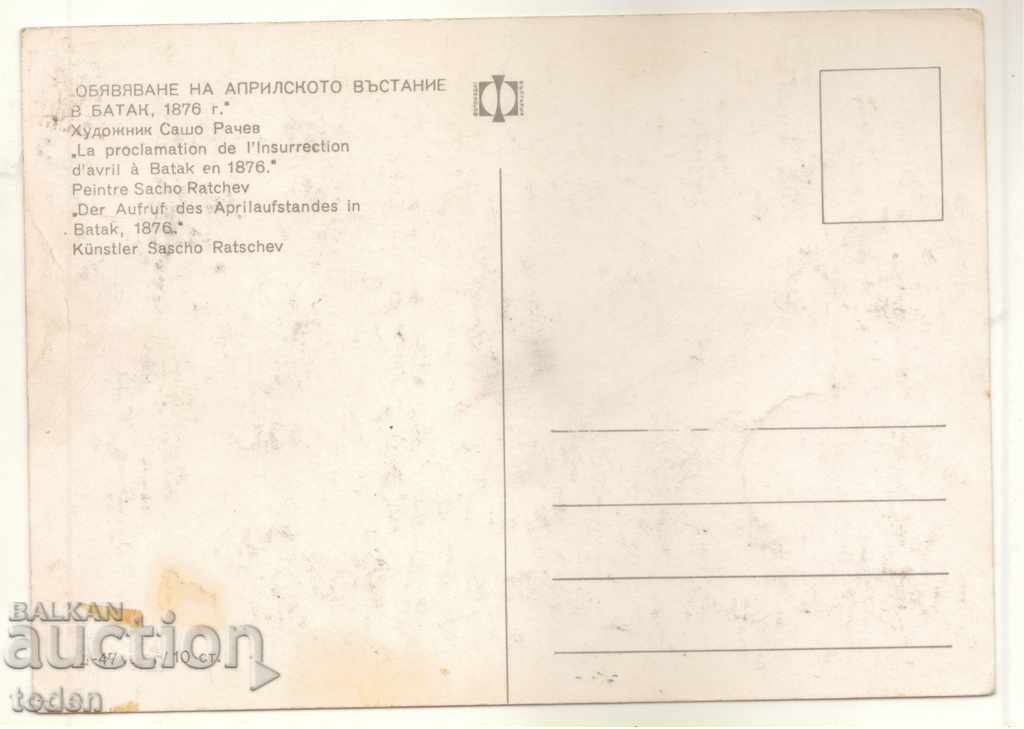 „ОБЯВЯВАНЕ НА АПРИЛСКОТО ВЪСТАНИЕ
В БАТАК, 1876 г.“
Художник Сашо Рачев
„La proclamation de l'Insurrection
d'avril à Batak en 1876.“
Peintre Sacho Ratchev
„Der Aufruf des Aprilaufstandes in
Batak, 1876.“
Künstler Sascho Ratschev
BALKAN
auction
10 ст.
toden